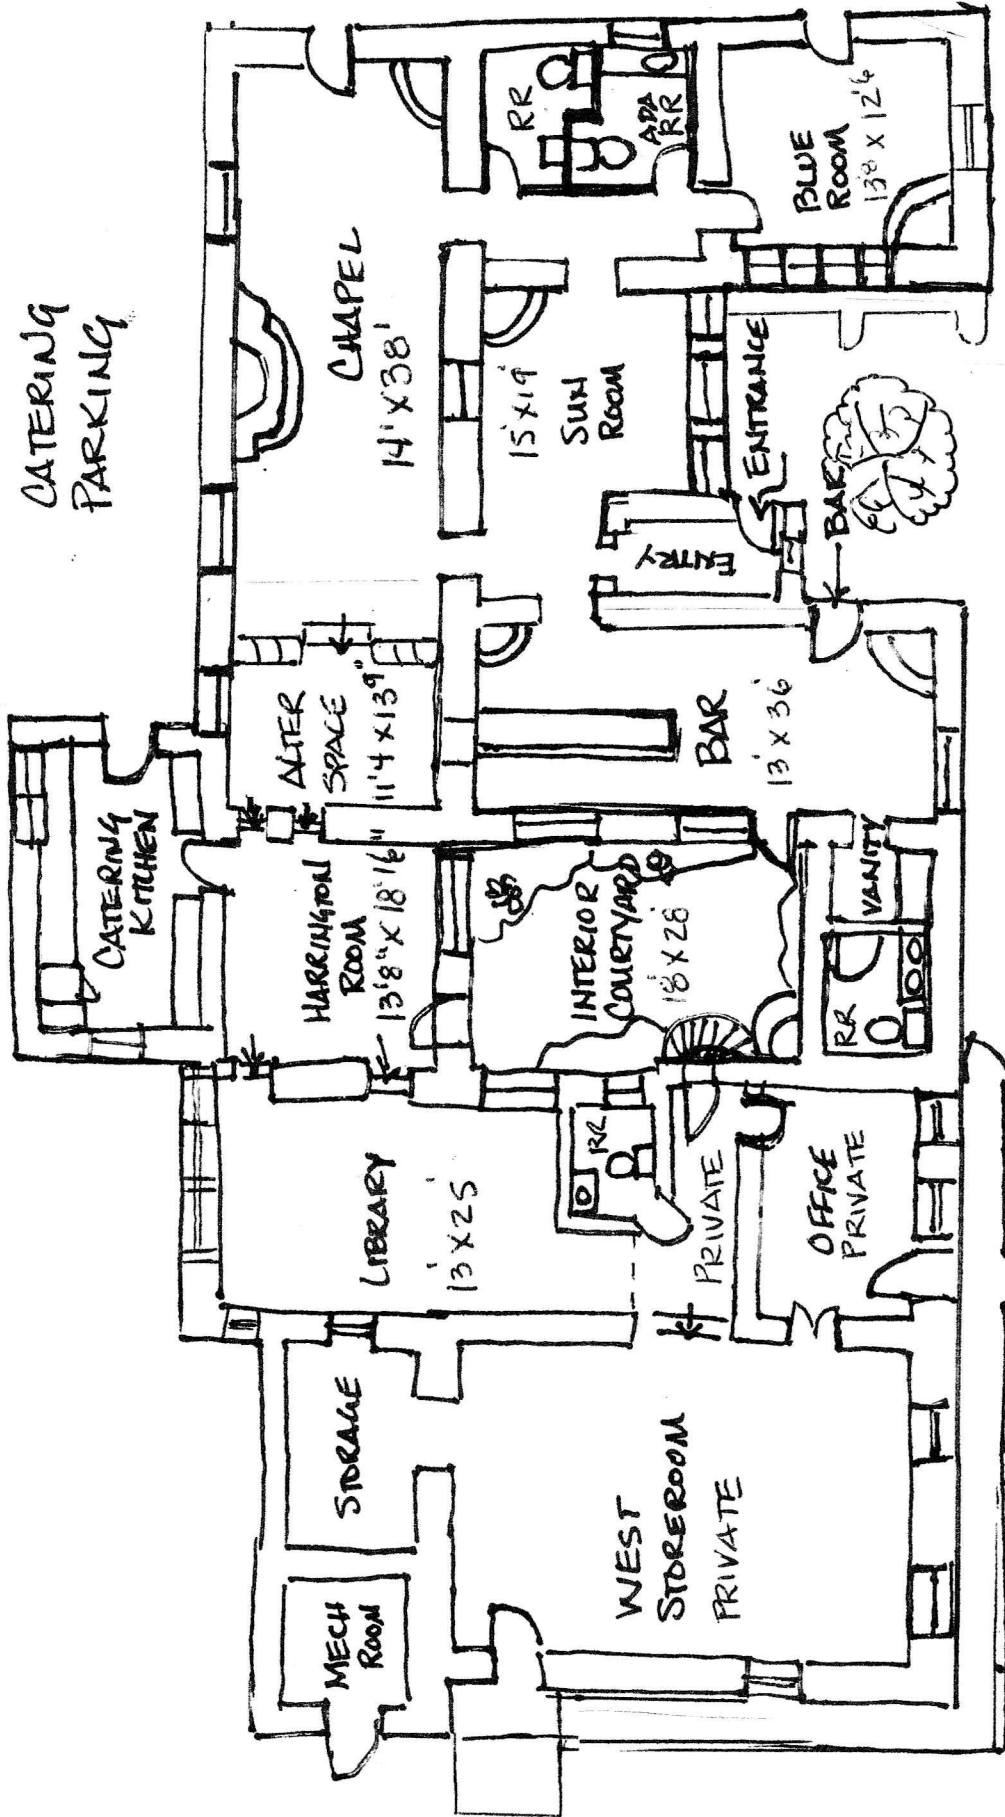 CATERING
PARKING
CATERING
KITCHEN
CHAPEL
14' X 38'
ALTER
SPACE
11'4 X 13'9"
HARRINGTON
ROOM
13'8" X 18'6"
LIBRARY
13' X 25'
STORAGE
MECH
ROOM
RR
ADA
RR
15' X 19'
SUN
ROOM
BLUE
ROOM
13'8 X 12'6
ENTRANCE
ENTRY
BAR
BAR
13' X 36'
INTERIOR
COURTYARD
18' X 28'
VANITY
RR
RR
PRIVATE
OFFICE
PRIVATE
WEST
STOREROOM
PRIVATE